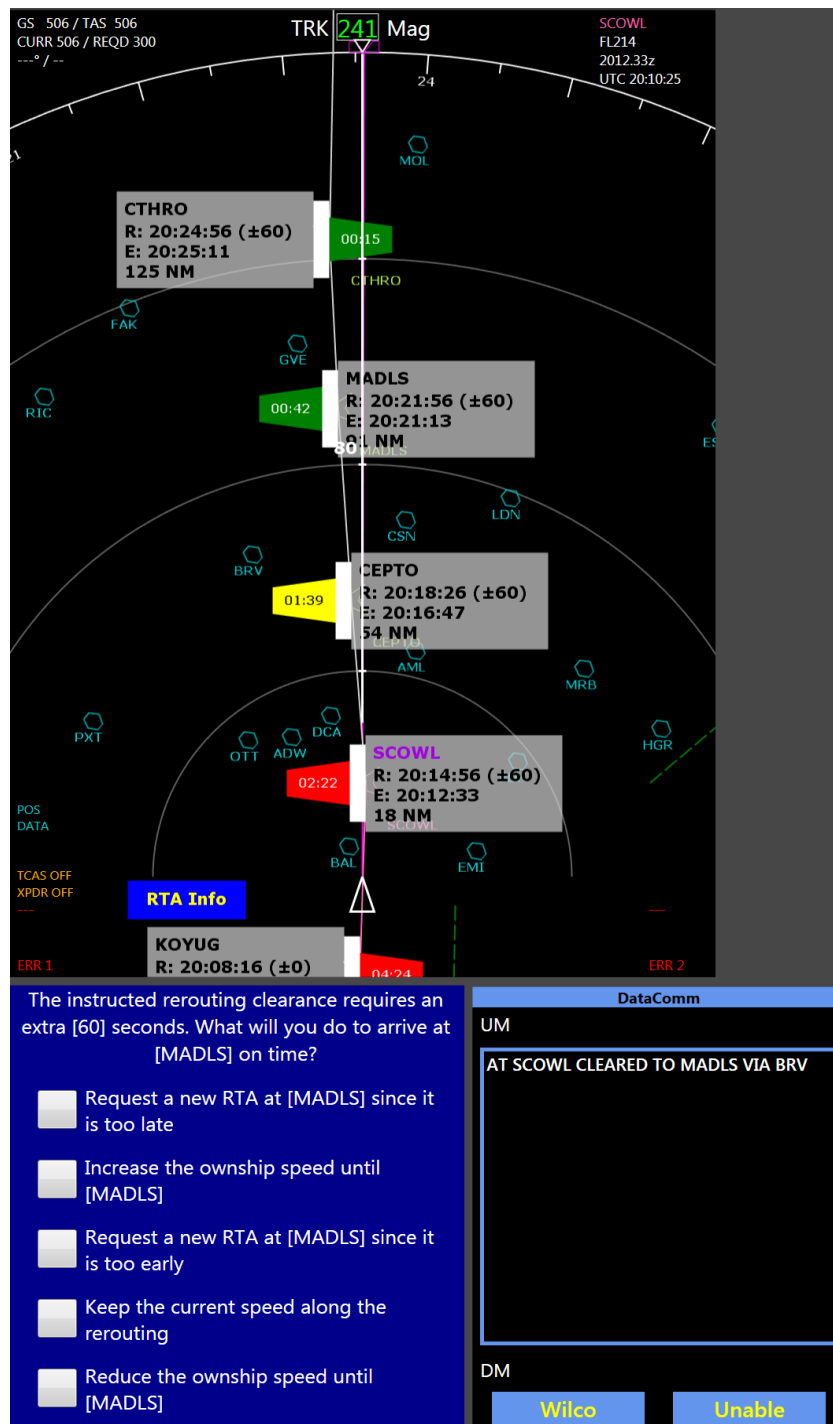 GS 506 / TAS 506
CURR 506 / REQD 300
---° / --
TRK 241 Mag
SCOWL
FL214
2012.33z
UTC 20:10:25
24
21
MOL
CTHRO
R: 20:24:56 (±60)
E: 20:25:11
125 NM
00:15
CTHRO
FAK
GVE
RIC
MADLS
R: 20:21:56 (±60)
E: 20:21:13
91 NM
00:42
80
MADLS
ES
LDN
CSN
BRV
CEPTO
R: 20:18:26 (±60)
E: 20:16:47
54 NM
01:39
CEPTO
AML
MRB
PXT
DCA
OTT
ADW
HGR
SCOWL
R: 20:14:56 (±60)
E: 20:12:33
18 NM
02:22
SCOWL
POS
DATA
BAL
EMI
TCAS OFF
XPDR OFF
---
---
RTA Info
KOYUG
R: 20:08:16 (±0)
04:24
ERR 1
ERR 2
The instructed rerouting clearance requires an
extra [60] seconds. What will you do to arrive at
[MADLS] on time?
Request a new RTA at [MADLS] since it
is too late
Increase the ownship speed until
[MADLS]
Request a new RTA at [MADLS] since it
is too early
Keep the current speed along the
rerouting
Reduce the ownship speed until
[MADLS]
DataComm
UM
AT SCOWL CLEARED TO MADLS VIA BRV
DM
Wilco
Unable